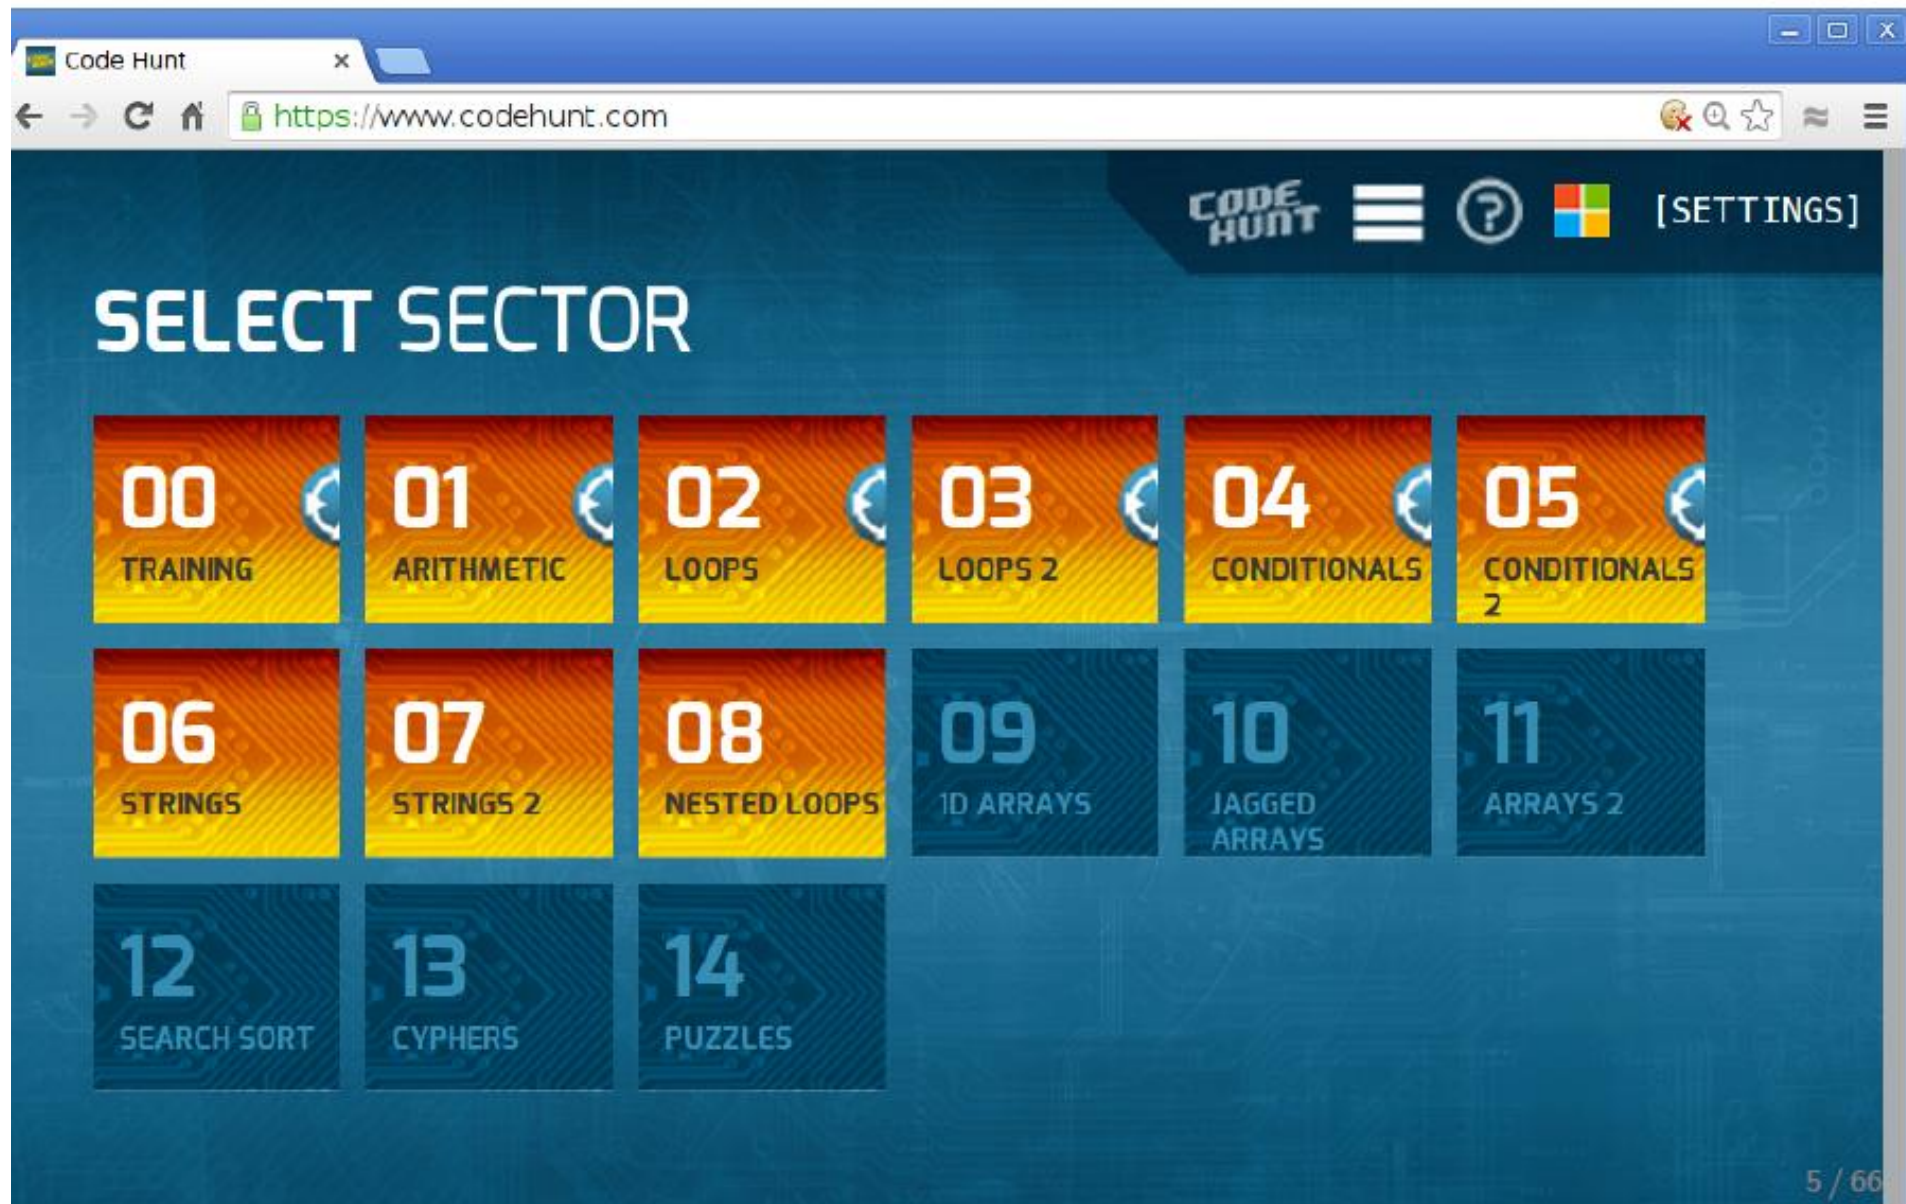 Code Hunt
https://www.codehunt.com
CODE
HUNT
[SETTINGS]
SELECT SECTOR
00 01 02 03 04 05
TRAINING ARITHMETIC LOOPS LOOPS 2 CONDITIONALS CONDITIONALS
2
06 07 08 09 10 11
STRINGS STRINGS 2 NESTED LOOPS 1D ARRAYS JAGGED ARRAYS 2
ARRAYS
12 13 14
SEARCH SORT CYPHERS PUZZLES
5 / 66